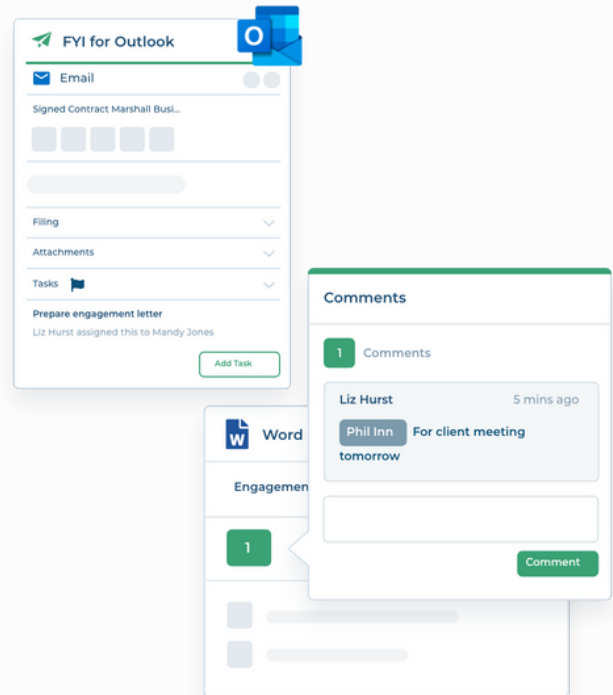 FYI for Outlook
O
Email
Signed Contract Marshall Busi...
Filing
Attachments
Tasks
Prepare engagement letter
Liz Hurst assigned this to Mandy Jones
Add Task
Comments
1 Comments
Liz Hurst 5 mins ago
Phil Inn For client meeting
tomorrow
Comment
W Word
Engagemen
1